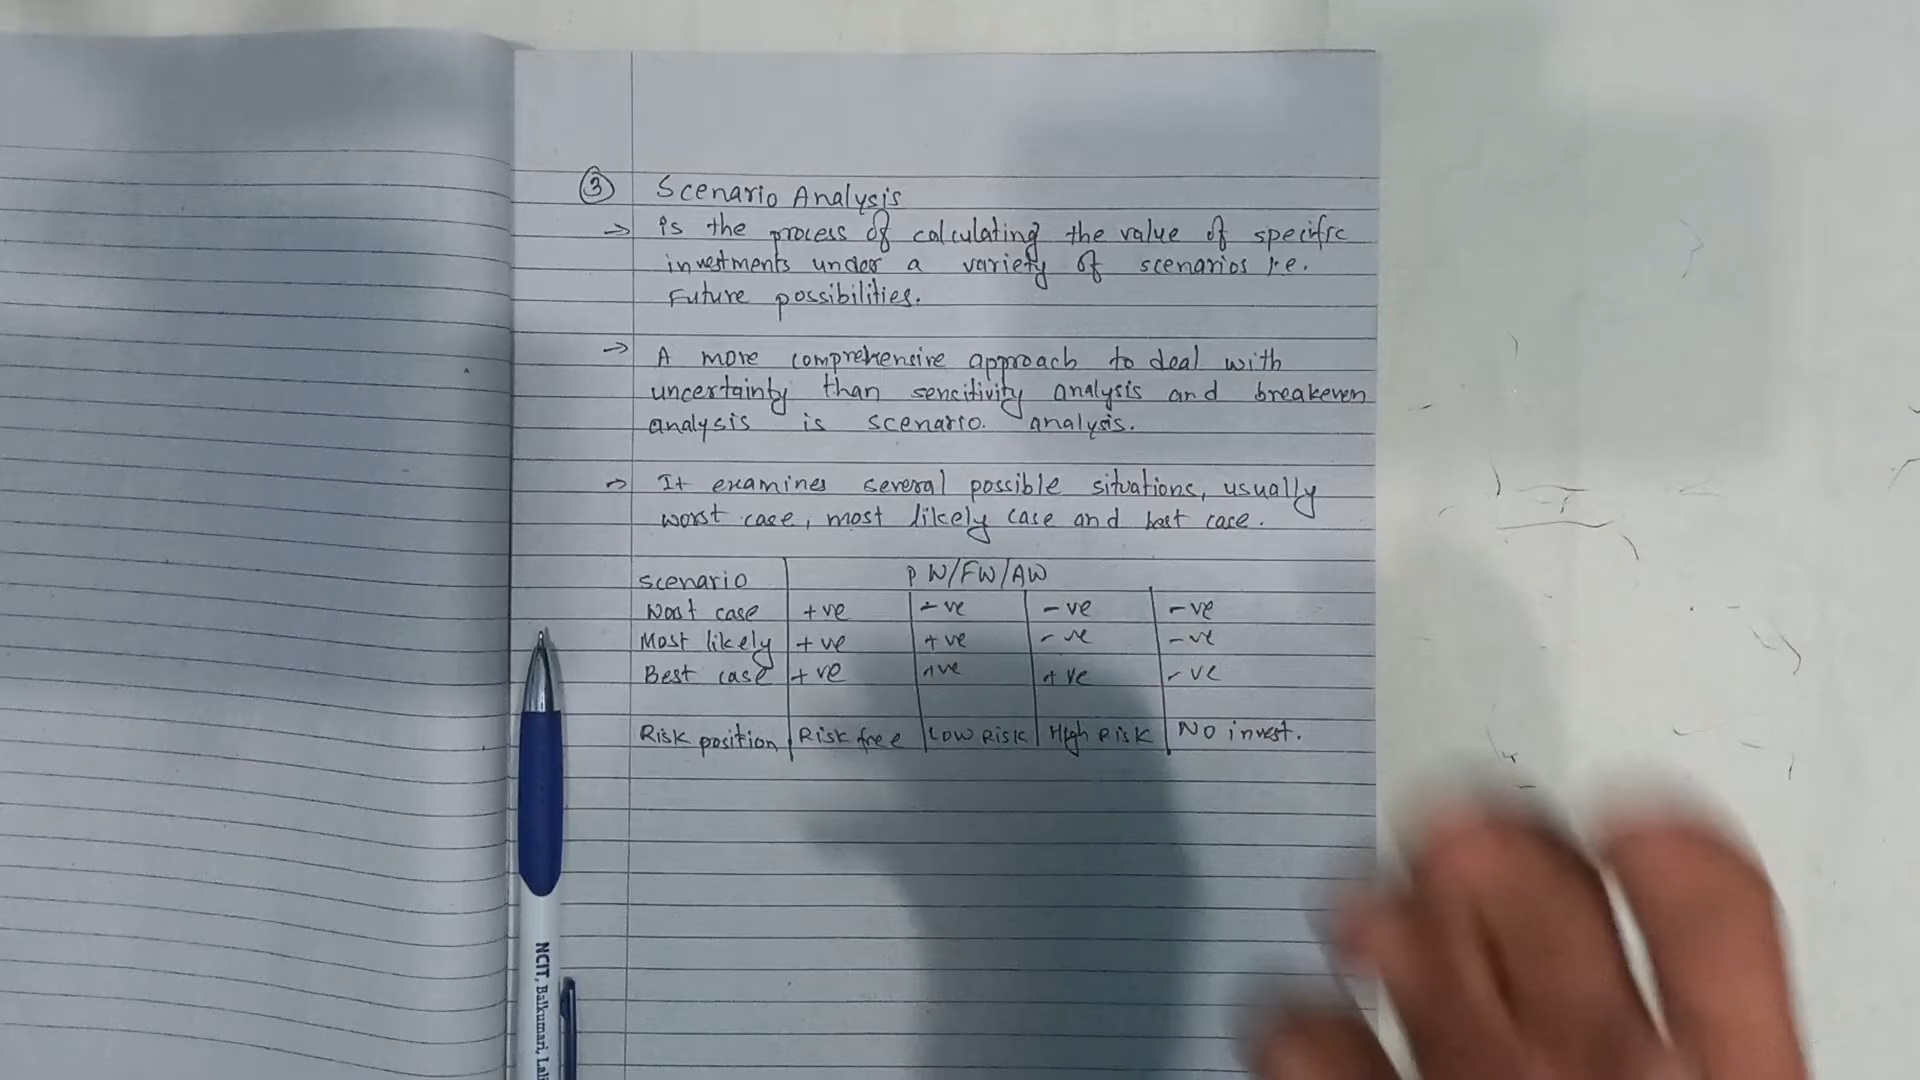 ③ Scenario Analysis
→ is the process of calculating the value of specific
investments under a variety of scenarios i.e.
Future possibilities.
→ A more comprehensive approach to deal with
uncertainty than sencitivity analysis and breakeven
analysis is scenario. analysis.
→ It examines several possible situations, usually
worst case, most likely case and best case.
scenario PW/FW/AW
Worst case +ve -ve -ve -ve
Most likely +ve +ve -ve -ve
Best case +ve +ve +ve -ve
Risk position Risk free Low Risk High Risk No invest.
NCIT, Balkumari, Lali